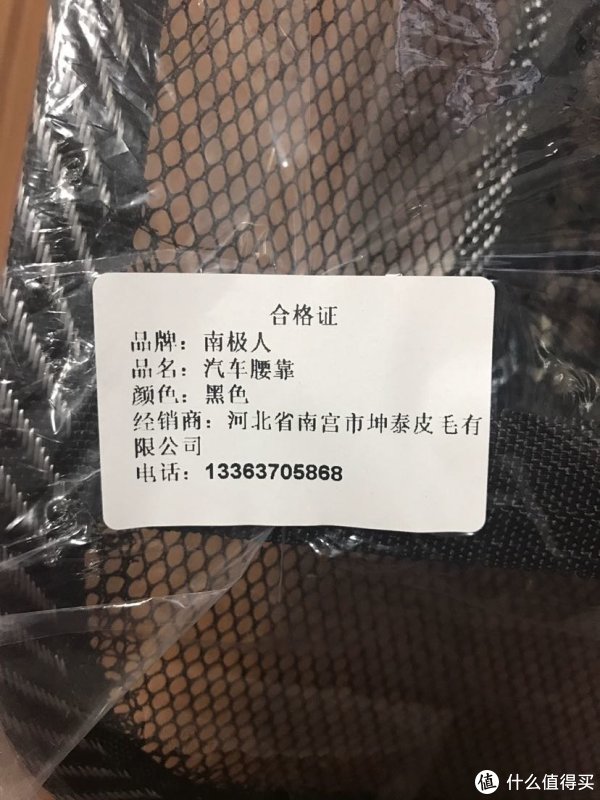 合格证
品牌：南极人
品名：汽车腰靠
颜色：黑色
经销商：河北省南宫市坤泰皮毛有
限公司
电话：13363705868
值 什么值得买